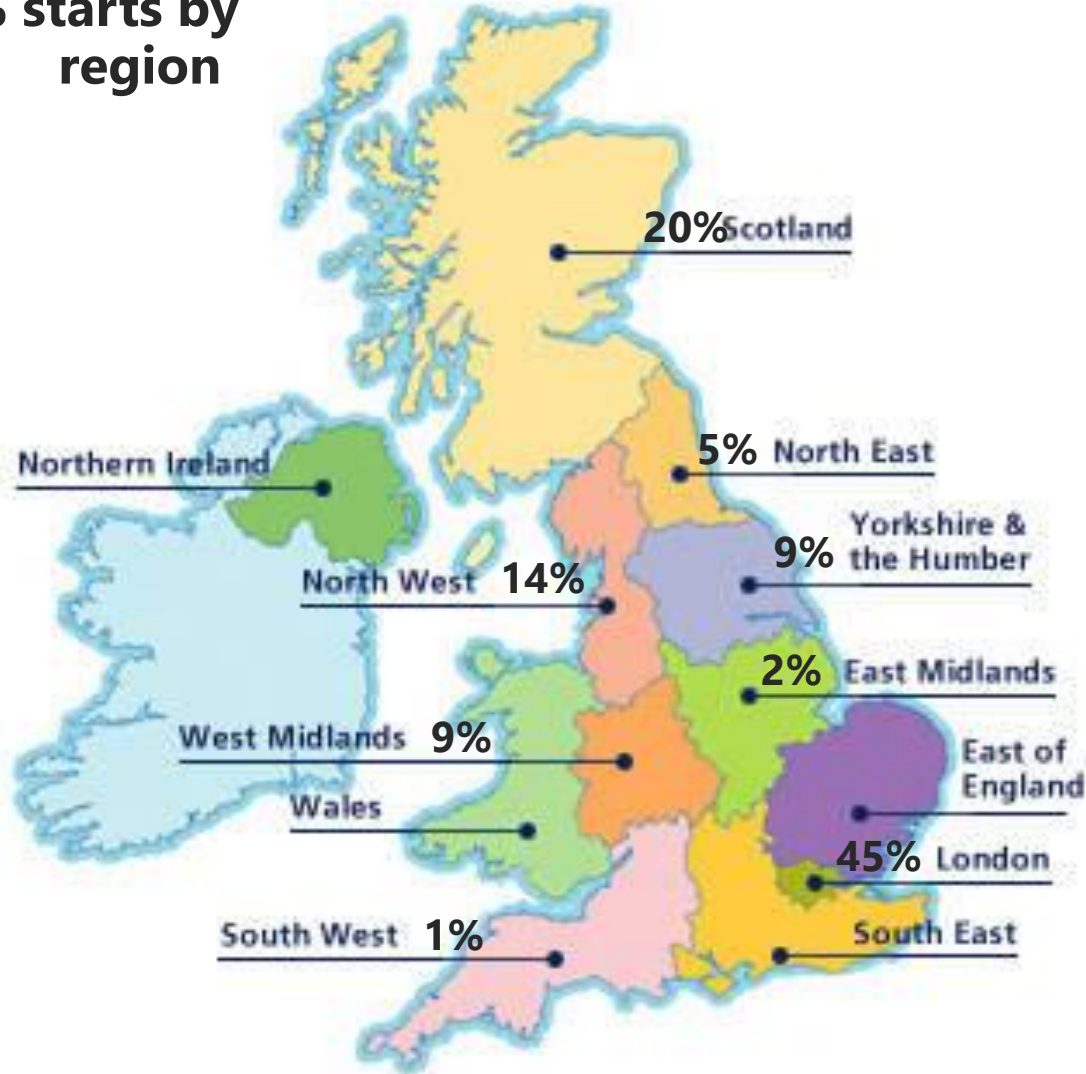 starts by
region
20% Scotland
Northern Ireland
5% North East
Yorkshire &
9% the Humber
North West 14%
2% East Midlands
West Midlands 9%
East of
England
Wales
45% London
South West 1%
South East